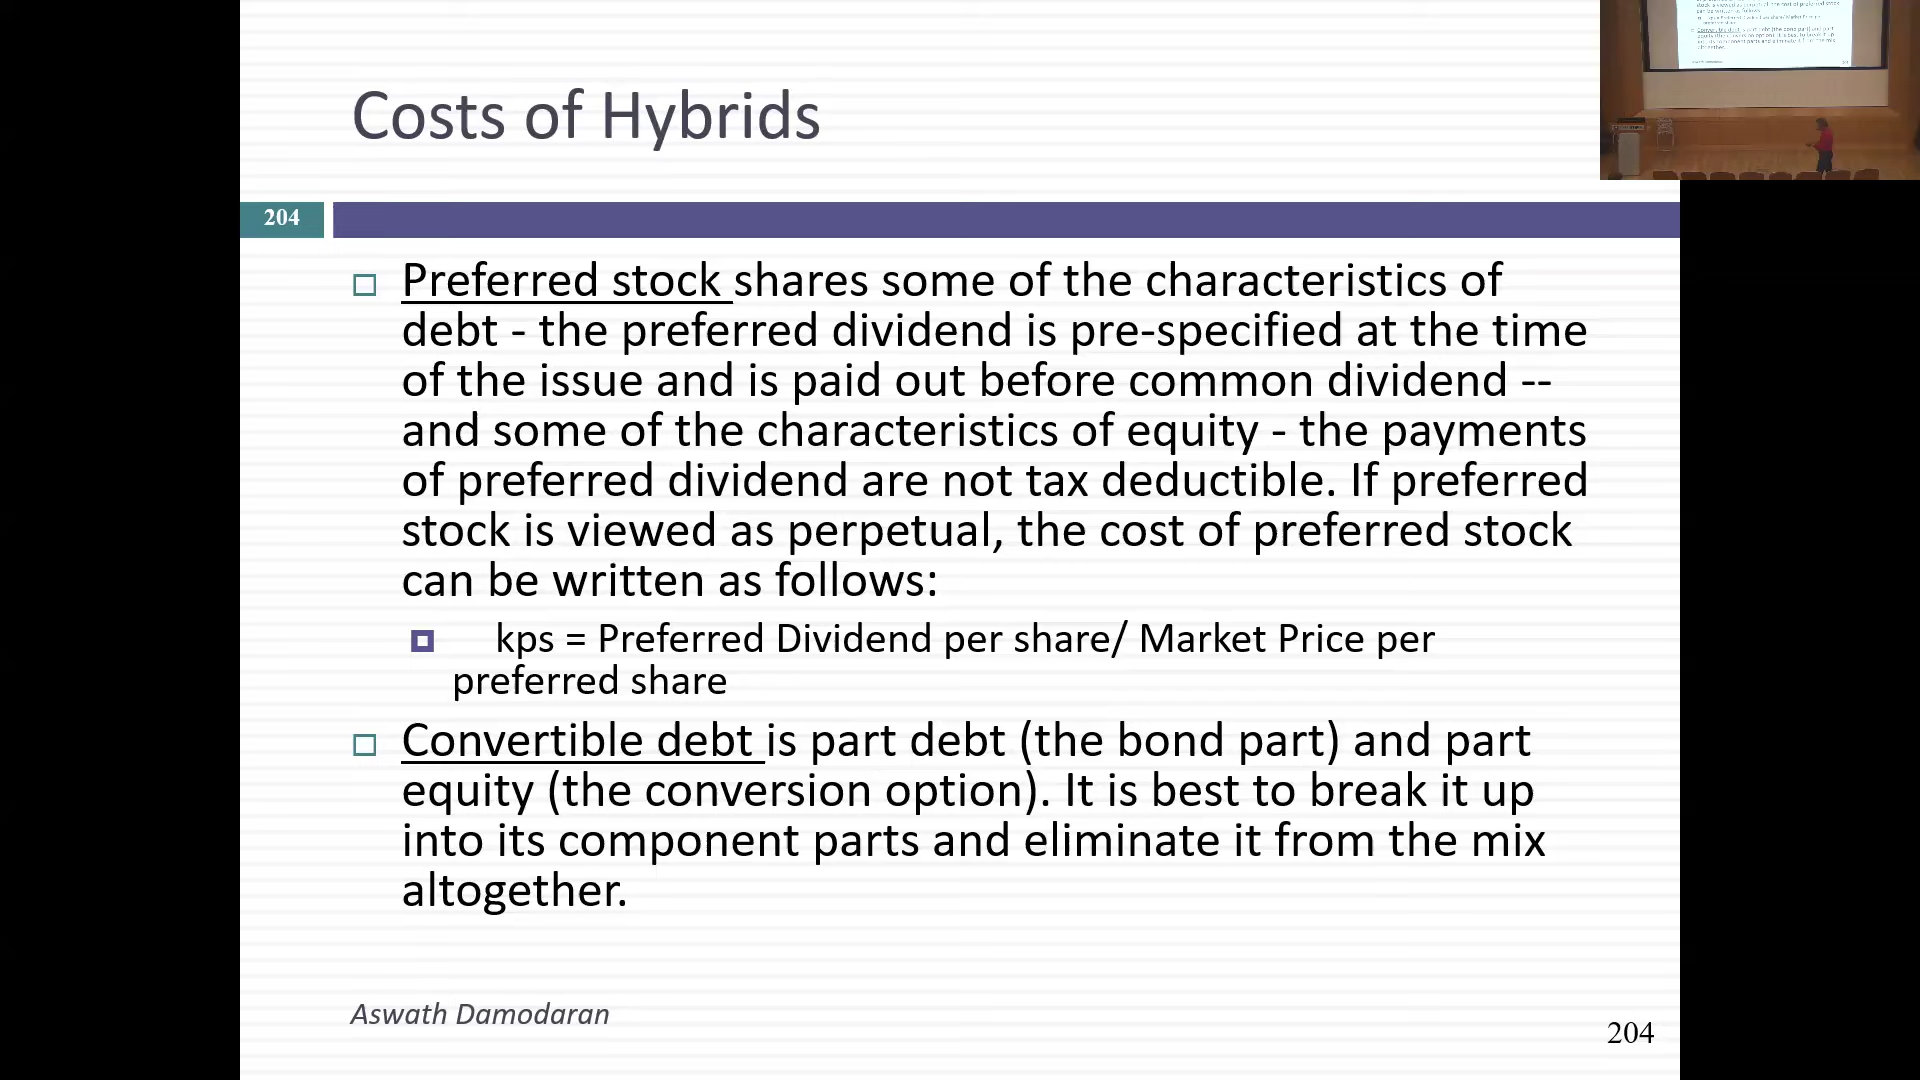 Costs of Hybrids
204
Preferred stock shares some of the characteristics of
debt - the preferred dividend is pre-specified at the time
of the issue and is paid out before common dividend --
and some of the characteristics of equity - the payments
of preferred dividend are not tax deductible. If preferred
stock is viewed as perpetual, the cost of preferred stock
can be written as follows:
kps = Preferred Dividend per share/ Market Price per
preferred share
Convertible debt is part debt (the bond part) and part
equity (the conversion option). It is best to break it up
into its component parts and eliminate it from the mix
altogether.
Aswath Damodaran
204